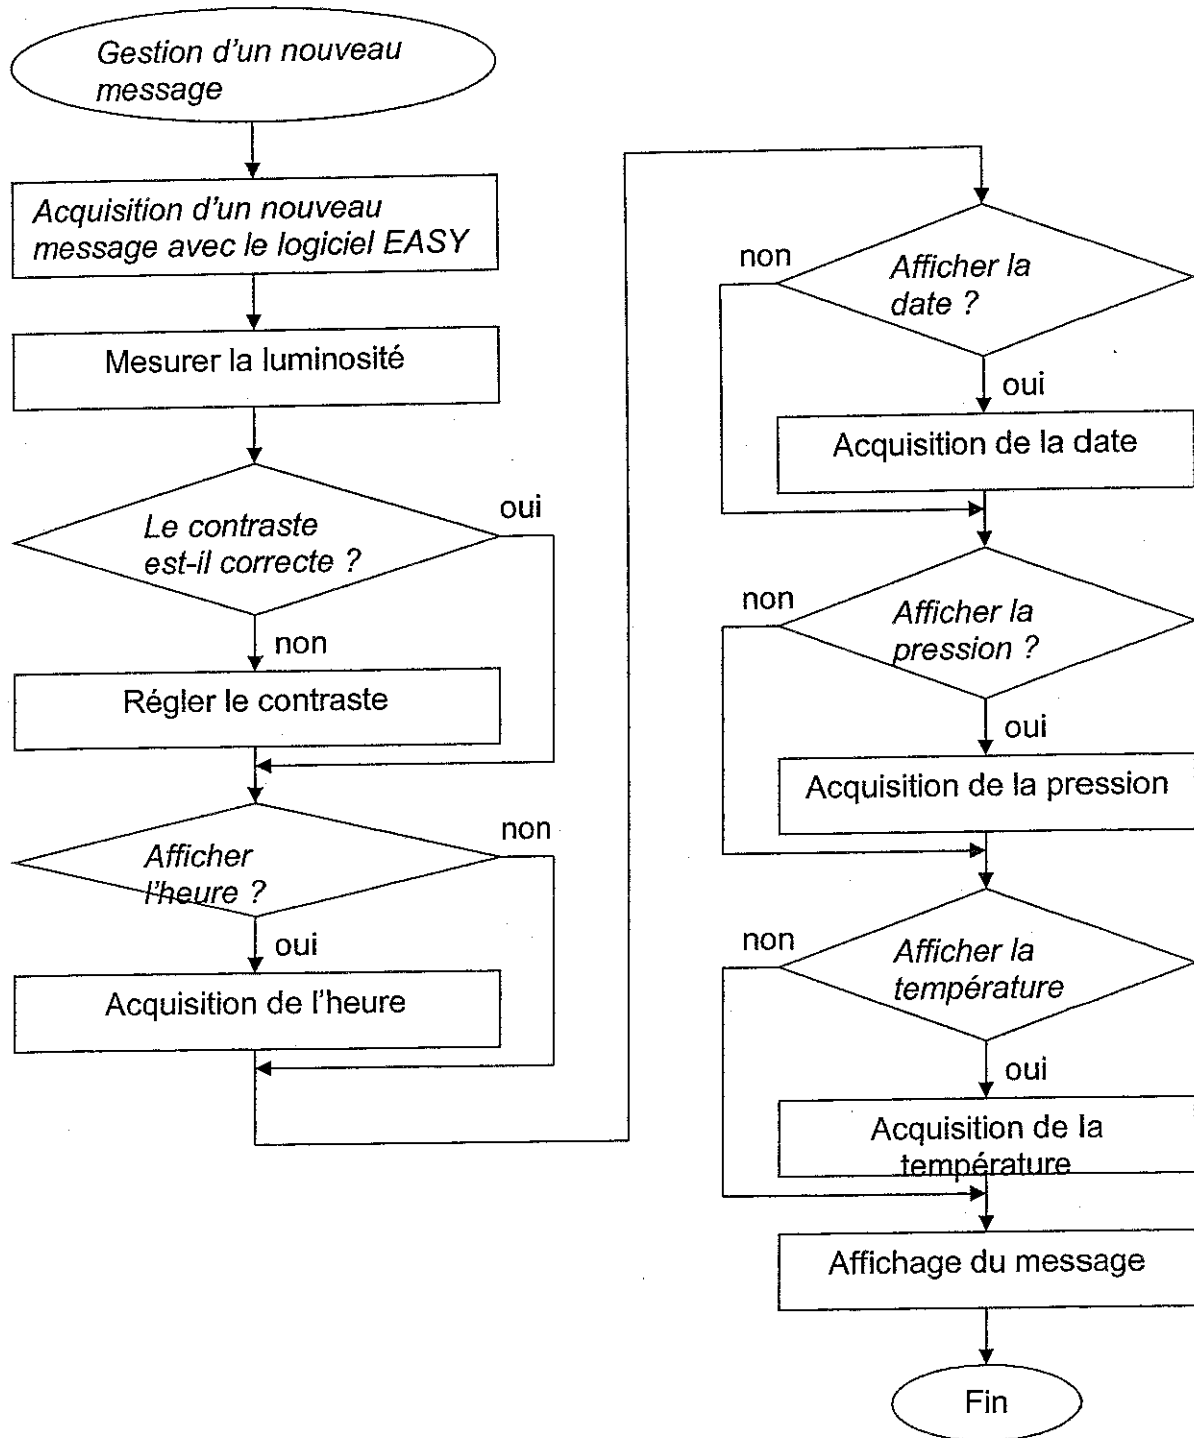 Gestion d'un nouveau
message
Acquisition d'un nouveau
message avec le logiciel EASY
Mesurer la luminosité
Le contraste
est-il correcte ?
oui
non
Régler le contraste
Afficher
l'heure ?
non
oui
Acquisition de l'heure
Afficher la
date ?
non
oui
Acquisition de la date
Afficher la
pression ?
non
oui
Acquisition de la pression
Afficher la
température
non
oui
Acquisition de la
température
Affichage du message
Fin